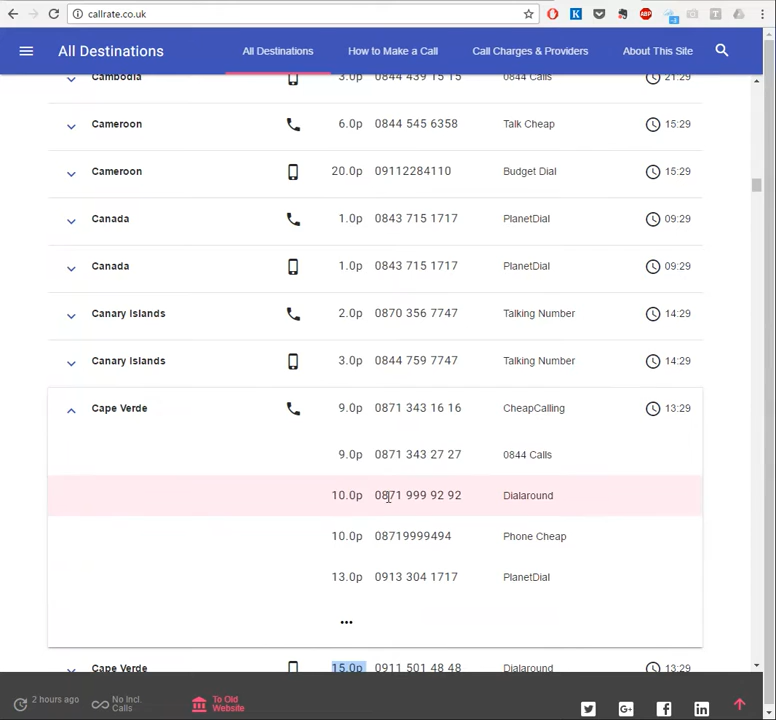 callrate.co.uk
All Destinations All Destinations How to Make a Call Call Charges & Providers About This Site
Cambodia 3.0p 0844 439 15 15 0844 Calls 21:29
Cameroon 6.0p 0844 545 6358 Talk Cheap 15:29
Cameroon 20.0p 09112284110 Budget Dial 15:29
Canada 1.0p 0843 715 1717 PlanetDial 09:29
Canada 1.0p 0843 715 1717 PlanetDial 09:29
Canary Islands 2.0p 0870 356 7747 Talking Number 14:29
Canary Islands 3.0p 0844 759 7747 Talking Number 14:29
Cape Verde 9.0p 0871 343 16 16 CheapCalling 13:29
9.0p 0871 343 27 27 0844 Calls
10.0p 0871 999 92 92 Dialaround
10.0p 08719999494 Phone Cheap
13.0p 0913 304 1717 PlanetDial
•••
Cape Verde 15.0p 0911 501 48 48 Dialaround 13:29
2 hours ago No Incl. Calls To Old Website